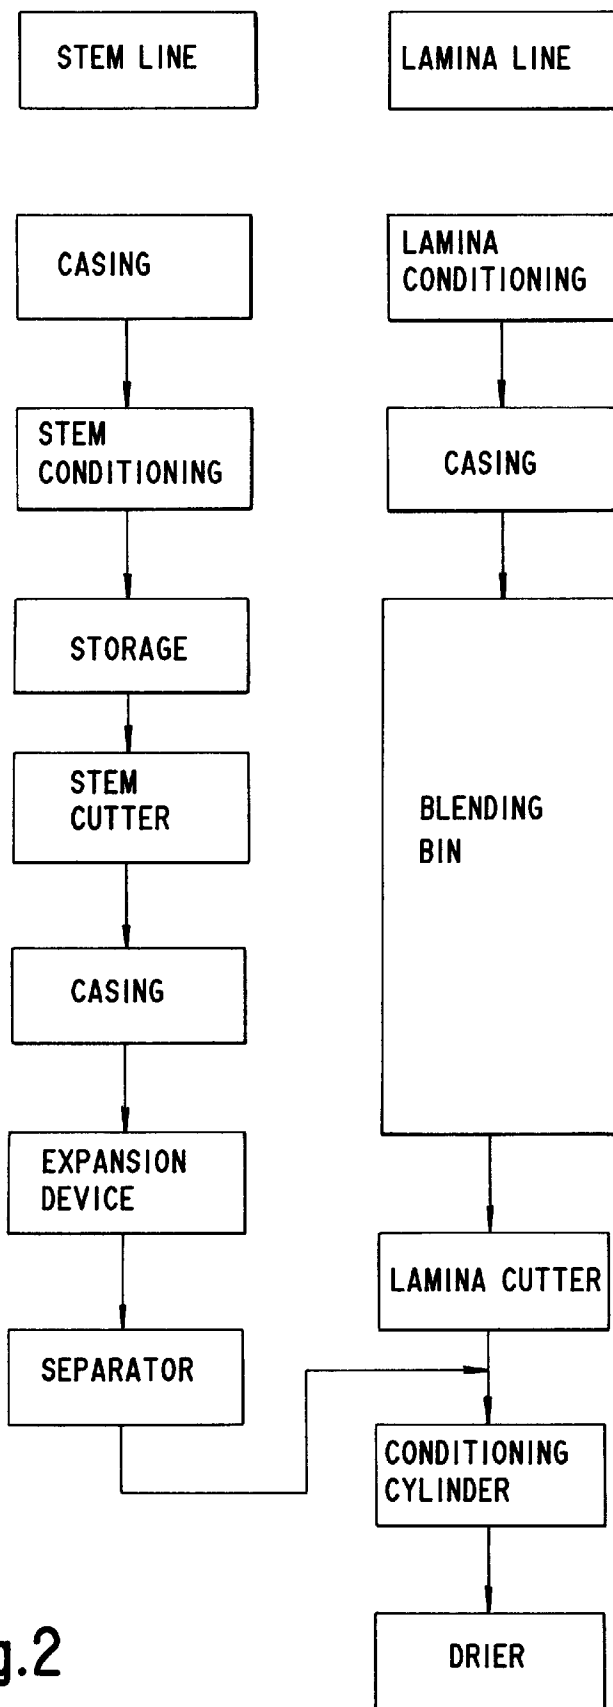 STEM LINE
LAMINA LINE
CASING
STEM
CONDITIONING
STORAGE
STEM
CUTTER
CASING
EXPANSION
DEVICE
SEPARATOR
LAMINA
CONDITIONING
CASING
BLENDING
BIN
LAMINA CUTTER
CONDITIONING
CYLINDER
DRIER
g.2